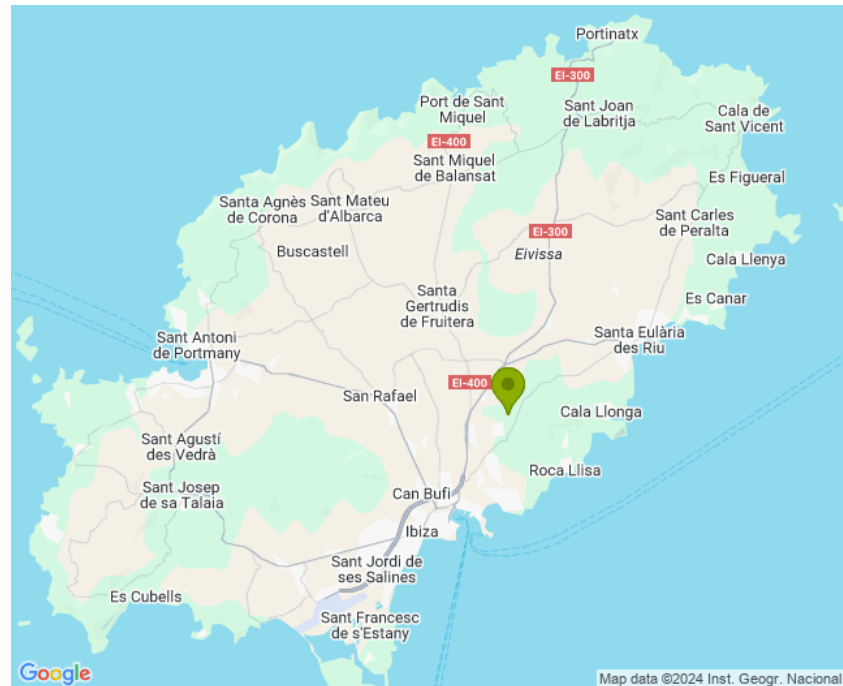 Portinatx
EI-300
Port de Sant
Miquel
Sant Joan
de Labritja
Cala de
Sant Vicent
EI-400
Sant Miquel
de Balansat
Es Figueral
Santa Agnès
de Corona
Sant Mateu
d'Albarca
Sant Carles
de Peralta
EI-300
Buscastell
Eivissa
Cala Llenya
Santa
Gertrudis
de Fruitera
Es Canar
Sant Antoni
de Portmany
Santa Eulària
des Riu
EI-400
San Rafael
Cala Llonga
Sant Agustí
des Vedrà
Roca Llisa
Sant Josep
de sa Talaia
Can Bufi
Ibiza
Sant Jordi de
ses Salines
Es Cubells
Sant Francesc
de s'Estany
Google
Map data ©2024 Inst. Geogr. Nacional